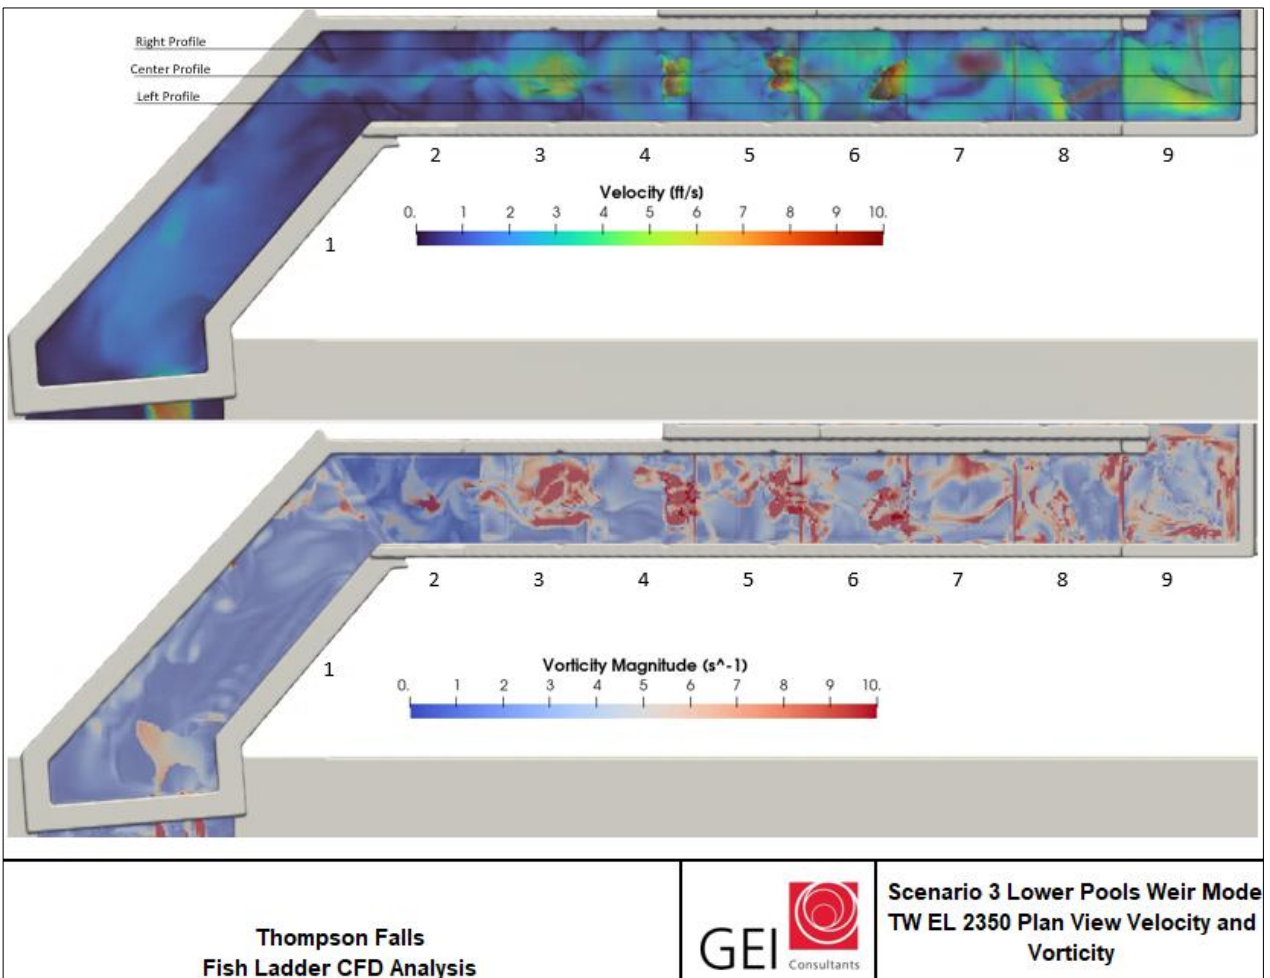 Right Profile
Center Profile
Left Profile
2 3 4 5 6 7 8 9
Velocity (ft/s)
0. 1 2 3 4 5 6 7 8 9 10.
1
2 3 4 5 6 7 8 9
1
Vorticity Magnitude (s^-1)
0. 1 2 3 4 5 6 7 8 9 10.
Thompson Falls
Fish Ladder CFD Analysis
GEI
Consultants
Scenario 3 Lower Pools Weir Mode
TW EL 2350 Plan View Velocity and
Vorticity